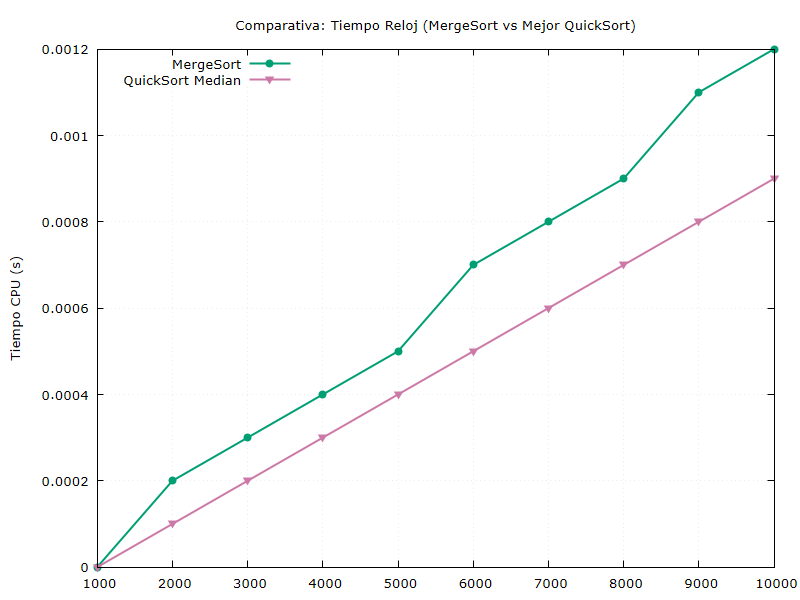 Comparativa: Tiempo Reloj (MergeSort vs Mejor QuickSort)
MergeSort
QuickSort Median
Tiempo CPU (s)
0.0012
0.001
0.0008
0.0006
0.0004
0.0002
0
1000 2000 3000 4000 5000 6000 7000 8000 9000 10000